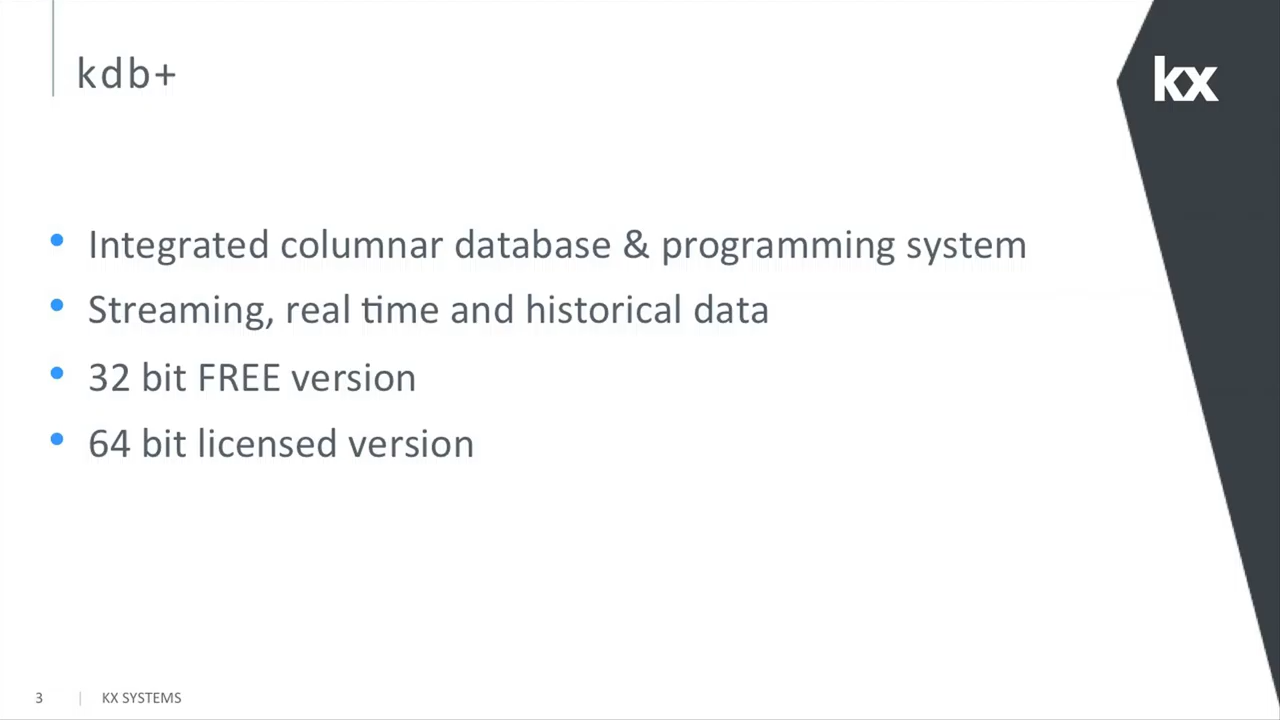 kdb+
kx
• Integrated columnar database & programming system
• Streaming, real time and historical data
• 32 bit FREE version
• 64 bit licensed version
3 | KX SYSTEMS